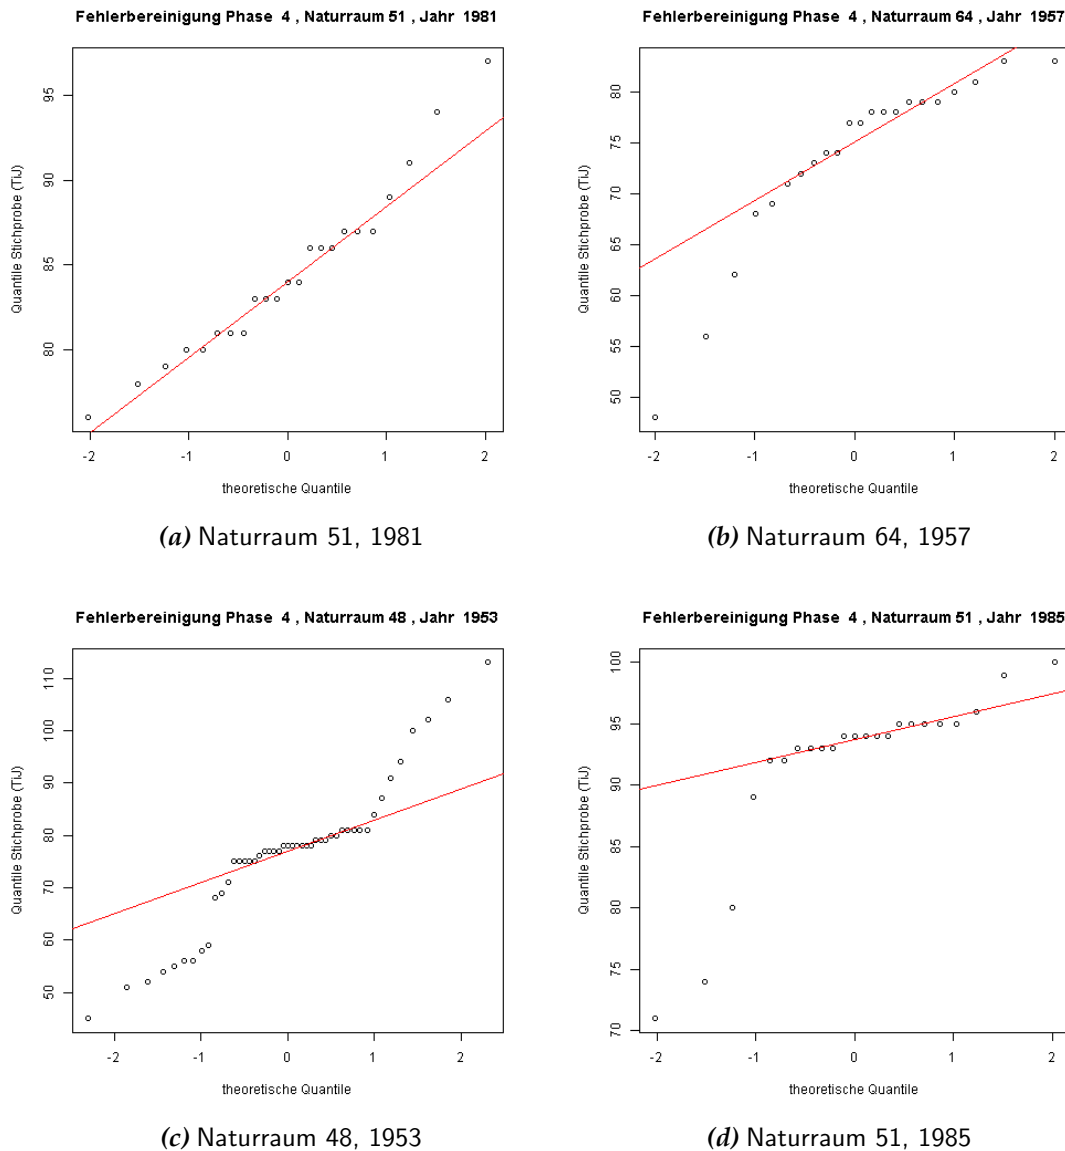 Fehlerbereinigung Phase 4 , Naturraum 51 , Jahr 1981
Quantile Stichprobe (TiJ)
95
90
85
80
-2 -1 0 1 2
theoretische Quantile
(a) Naturraum 51, 1981
Fehlerbereinigung Phase 4 , Naturraum 64 , Jahr 1957
Quantile Stichprobe (TiJ)
80
75
70
65
60
55
50
-2 -1 0 1 2
theoretische Quantile
(b) Naturraum 64, 1957
Fehlerbereinigung Phase 4 , Naturraum 48 , Jahr 1953
Quantile Stichprobe (TiJ)
110
100
90
80
70
60
50
-2 -1 0 1 2
theoretische Quantile
(c) Naturraum 48, 1953
Fehlerbereinigung Phase 4 , Naturraum 51 , Jahr 1985
Quantile Stichprobe (TiJ)
100
95
90
85
80
75
70
-2 -1 0 1 2
theoretische Quantile
(d) Naturraum 51, 1985